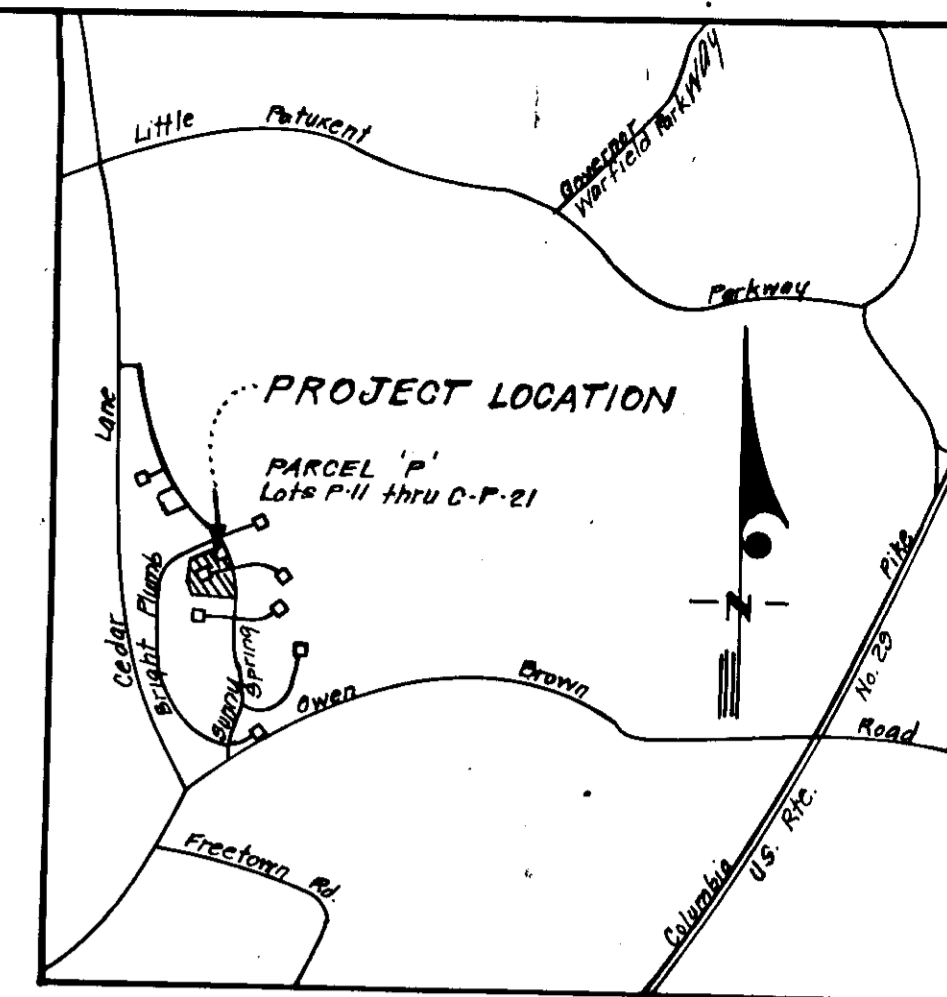 Little Patuxent
Governor
Warfield Parkway
Parkway
PROJECT LOCATION
PARCEL 'P'
Lots P-11 thru C-P-21
Lane
Cedar
Bright Plumb
Sunny Spring
Owen Brown Road
N
Pike
No. 29
Columbia
U.S. Rte.
Freetown Rd.